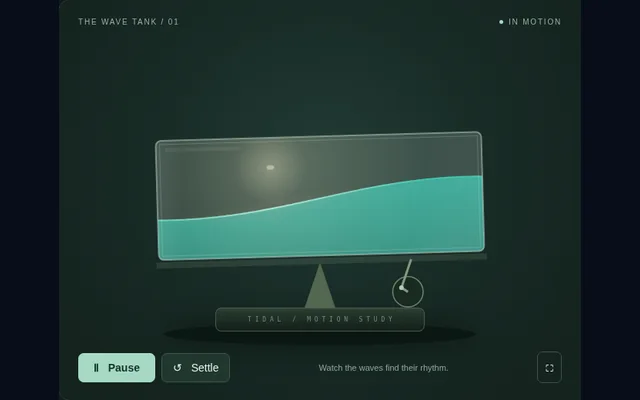 THE WAVE TANK / 01
IN MOTION
TIDAL / MOTION STUDY
Pause
Settle
Watch the waves find their rhythm.